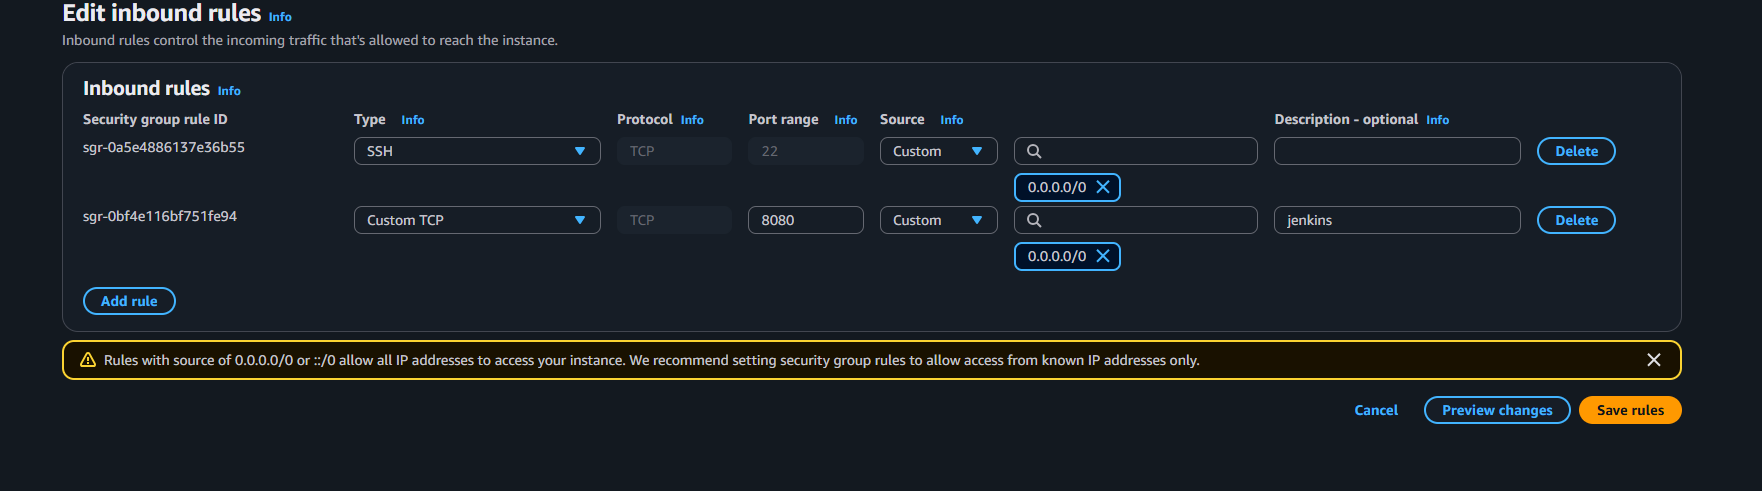 Edit inbound rules Info
Inbound rules control the incoming traffic that's allowed to reach the instance.
Inbound rules Info
Security group rule ID Type Info Protocol Info Port range Info Source Info Description - optional Info
sgr-0a5e4886137e36b55 SSH TCP 22 Custom Delete
0.0.0.0/0
sgr-0bf4e116bf751fe94 Custom TCP TCP 8080 Custom jenkins Delete
0.0.0.0/0
Add rule
Rules with source of 0.0.0.0/0 or ::/0 allow all IP addresses to access your instance. We recommend setting security group rules to allow access from known IP addresses only.
Cancel Preview changes Save rules